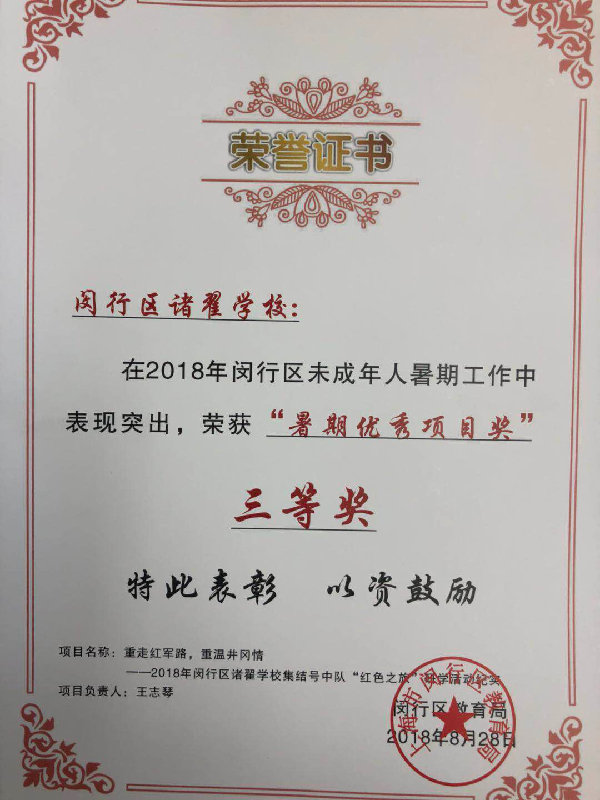 荣誉证书
闵行区诸翟学校：
在2018年闵行区未成年人暑期工作中
表现突出，荣获“暑期优秀项目奖”
三等奖
特此表彰 以资鼓励
项目名称：重走红军路，重温井冈情
——2018年闵行区诸翟学校集结号中队“红色之旅”研学活动纪实
项目负责人：王志琴
闵行区教育局
2018年8月28日
上海市闵行区教育局